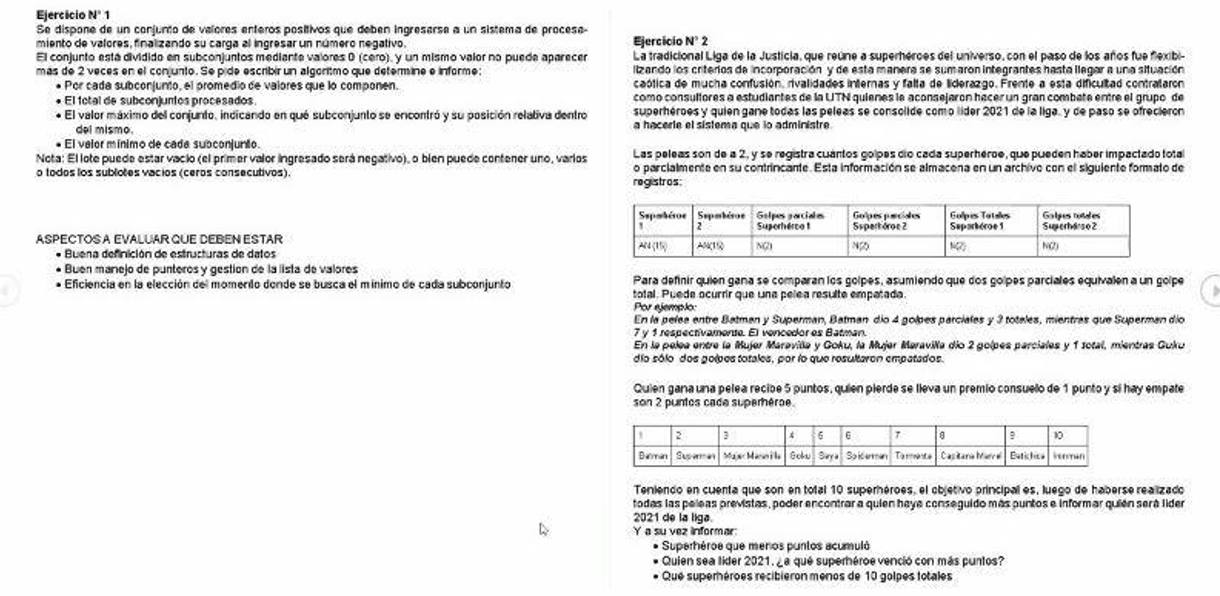 Ejercicio N° 1
Se dispone de un conjunto de valores enteros positivos que deben ingresarse a un sistema de procesa-
miento de valores, finalizando su carga al ingresar un número negativo.
El conjunto está dividido en subconjuntos mediante valores 0 (cero), y un mismo valor no puede aparecer
mas de 2 veces en el conjunto. Se pide escribir un algoritmo que determine e informe:
• Por cada subconjunto, el promedio de valores que lo componen.
• El total de subconjuntos procesados.
• El valor máximo del conjunto, indicando en qué subconjunto se encontró y su posición relativa dentro
del mismo.
• El valor mínimo de cada subconjunto.
Nota: El lote puede estar vacío (el primer valor ingresado será negativo), o bien puede contener uno, varios
o todos los sublotes vacíos (ceros consecutivos).
ASPECTOS A EVALUAR QUE DEBEN ESTAR
• Buena definición de estructuras de datos
• Buen manejo de punteros y gestion de la lista de valores
• Eficiencia en la elección del momento donde se busca el mínimo de cada subconjunto
Ejercicio N° 2
La tradicional Liga de la Justicia, que reúne a superhéroes del universo, con el paso de los años fue flexibi-
lizando los criterios de incorporación y de esta manera se sumaron integrantes hasta llegar a una situación
caótica de mucha confusión, rivalidades internas y falta de liderazgo. Frente a esta dificultad contrataron
como consultores a estudiantes de la UTN quienes le aconsejaron hacer un gran combate entre el grupo de
superhéroes y quien gane todas las peleas se consolide como líder 2021 de la liga, y de paso se ofrecieron
a hacerle el sistema que lo administre.
Las peleas son de a 2, y se registra cuántos golpes dio cada superhéroe, que pueden haber impactado total
o parcialmente en su contrincante. Esta información se almacena en un archivo con el siguiente formato de
registros:
Superhéroe 1 Superhéroe 2 Golpes parciales Superhéroe 1 Golpes parciales Superhéroe 2 Golpes Totales Superhéroe 1 Golpes totales Superhéroe 2
AN (15) AN(15) N(2) N(2) N(2) N(2)
Para definir quien gana se comparan los golpes, asumiendo que dos golpes parciales equivalen a un golpe
total. Puede ocurrir que una pelea resulte empatada.
Por ejemplo:
En la pelea entre Batman y Superman, Batman dio 4 golpes parciales y 3 totales, mientras que Superman dio
7 y 1 respectivamente. El vencedor es Batman.
En la pelea entre la Mujer Maravilla y Goku, la Mujer Maravilla dio 2 golpes parciales y 1 total, mientras Guku
dio sólo dos golpes totales, por lo que resultaron empatados.
Quien gana una pelea recibe 5 puntos, quien pierde se lleva un premio consuelo de 1 punto y si hay empate
son 2 puntos cada superhéroe.
1 2 3 4 5 6 7 8 9 10
Batman Superman Mujer Maravilla Goku Saya Spiderman Tormenta Capitana Marvel Batichica Ironman
Teniendo en cuenta que son en total 10 superhéroes, el objetivo principal es, luego de haberse realizado
todas las peleas previstas, poder encontrar a quien haya conseguido más puntos e informar quién será lider
2021 de la liga.
Y a su vez informar:
• Superhéroe que menos puntos acumuló
• Quien sea líder 2021, ¿a qué superhéroe venció con más puntos?
• Qué superhéroes recibieron menos de 10 golpes totales